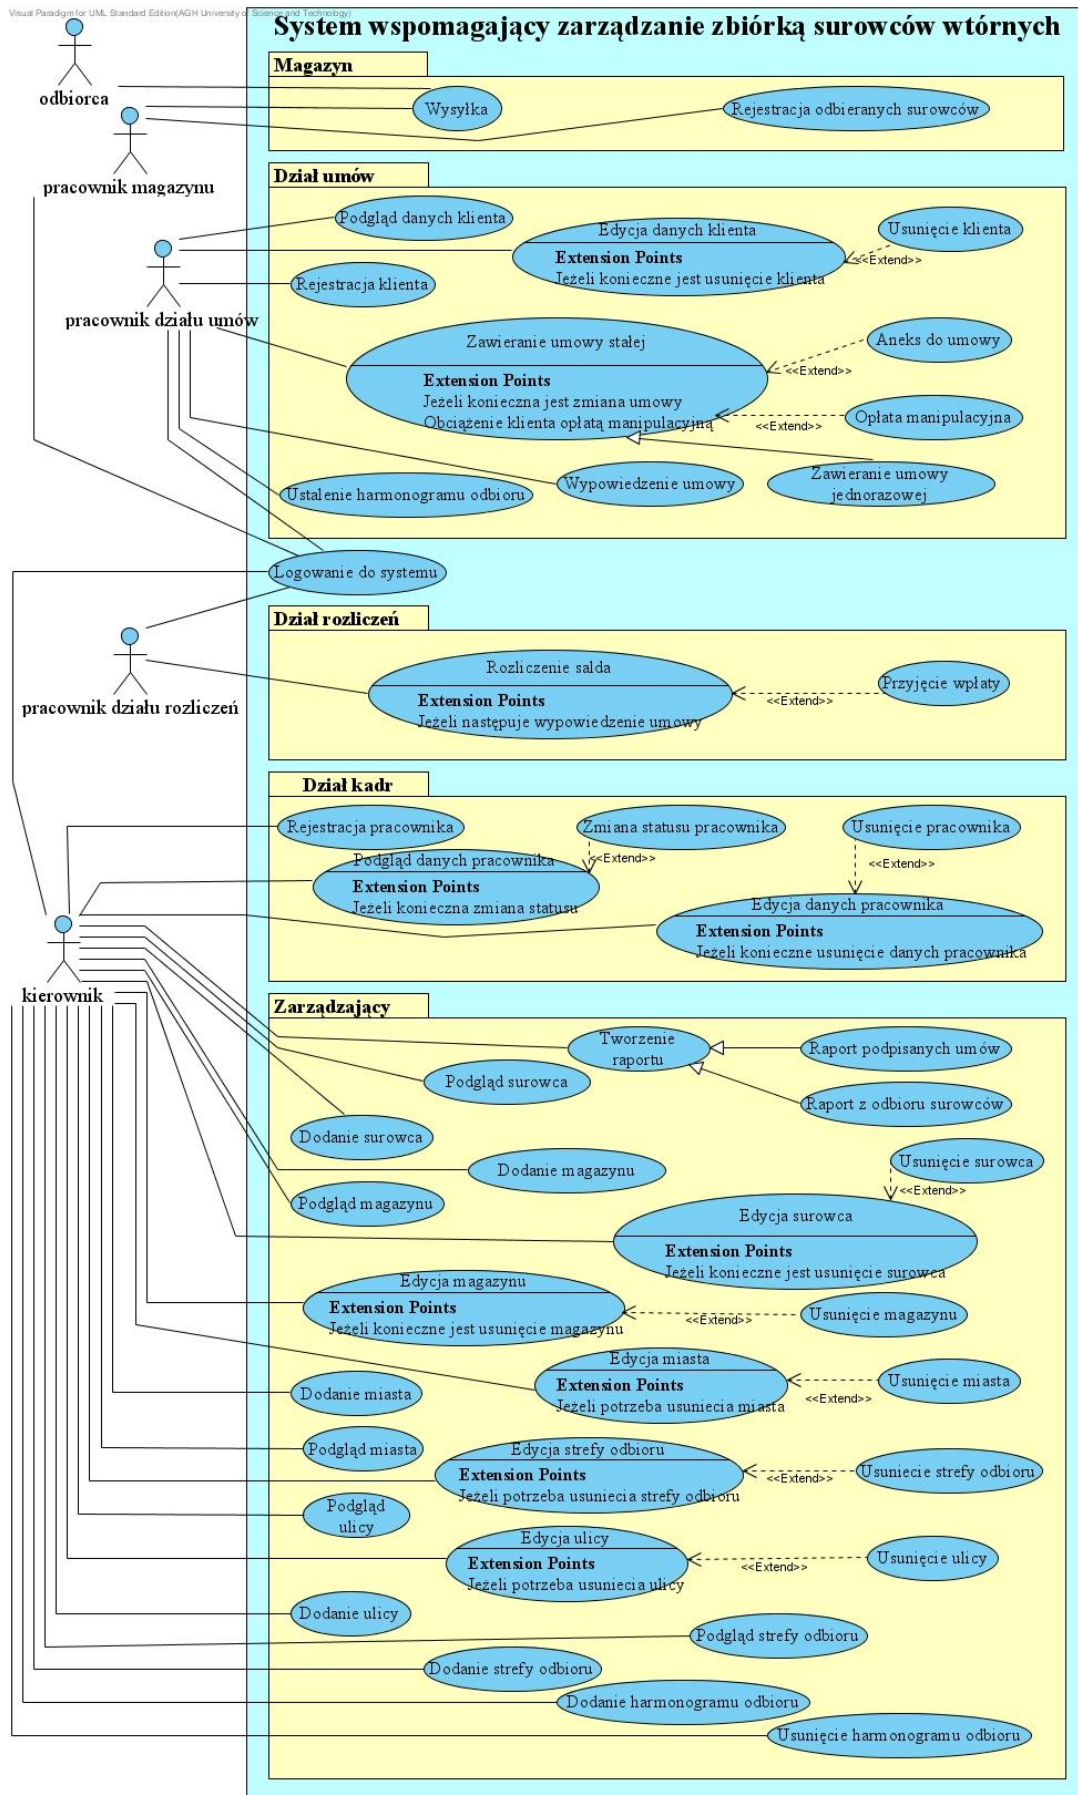 Visual Paradigm for UML Standard Edition(AGH University of Science and Technology)
System wspomagający zarządzanie zbiórką surowców wtórnych
odbiorca
Magazyn
Wysyłka
Rejestracja odbieranych surowców
pracownik magazynu
Dział umów
Podgląd danych klienta
Edycja danych klienta
Extension Points
Jeżeli konieczne jest usunięcie klienta
Usunięcie klienta
<<Extend>>
Rejestracja klienta
pracownik działu umów
Zawieranie umowy stałej
Extension Points
Jeżeli konieczna jest zmiana umowy
Obciążenie klienta opłatą manipulacyjną
Aneks do umowy
<<Extend>>
Opłata manipulacyjna
<<Extend>>
Zawieranie umowy
jednorazowej
Wypowiedzenie umowy
Ustalenie harmonogramu odbioru
Logowanie do systemu
Dział rozliczeń
pracownik działu rozliczeń
Rozliczenie salda
Extension Points
Jeżeli następuje wypowiedzenie umowy
Przyjęcie wpłaty
<<Extend>>
Dział kadr
Rejestracja pracownika
Zmiana statusu pracownika
<<Extend>>
Usunięcie pracownika
<<Extend>>
Podgląd danych pracownika
Extension Points
Jeżeli konieczna zmiana statusu
Edycja danych pracownika
Extension Points
Jeżeli konieczne usunięcie danych pracownika
kierownik
Zarządzający
Tworzenie
raportu
Raport podpisanych umów
Raport z odbioru surowców
Podgląd surowca
Dodanie surowca
Dodanie magazynu
Usunięcie surowca
<<Extend>>
Podgląd magazynu
Edycja surowca
Extension Points
Jeżeli konieczne jest usunięcie surowca
Edycja magazynu
Extension Points
Jeżeli konieczne jest usunięcie magazynu
<<Extend>>
Usunięcie magazynu
Edycja miasta
Extension Points
Jeżeli potrzeba usuniecia miasta
<<Extend>>
Usunięcie miasta
Dodanie miasta
Podgląd miasta
Edycja strefy odbioru
Extension Points
Jeżeli potrzeba usuniecia strefy odbioru
<<Extend>>
Usuniecie strefy odbioru
Podgląd
ulicy
Edycja ulicy
Extension Points
Jeżeli potrzeba usuniecia ulicy
<<Extend>>
Usunięcie ulicy
Dodanie ulicy
Podgląd strefy odbioru
Dodanie strefy odbioru
Dodanie harmonogramu odbioru
Usunięcie harmonogramu odbioru